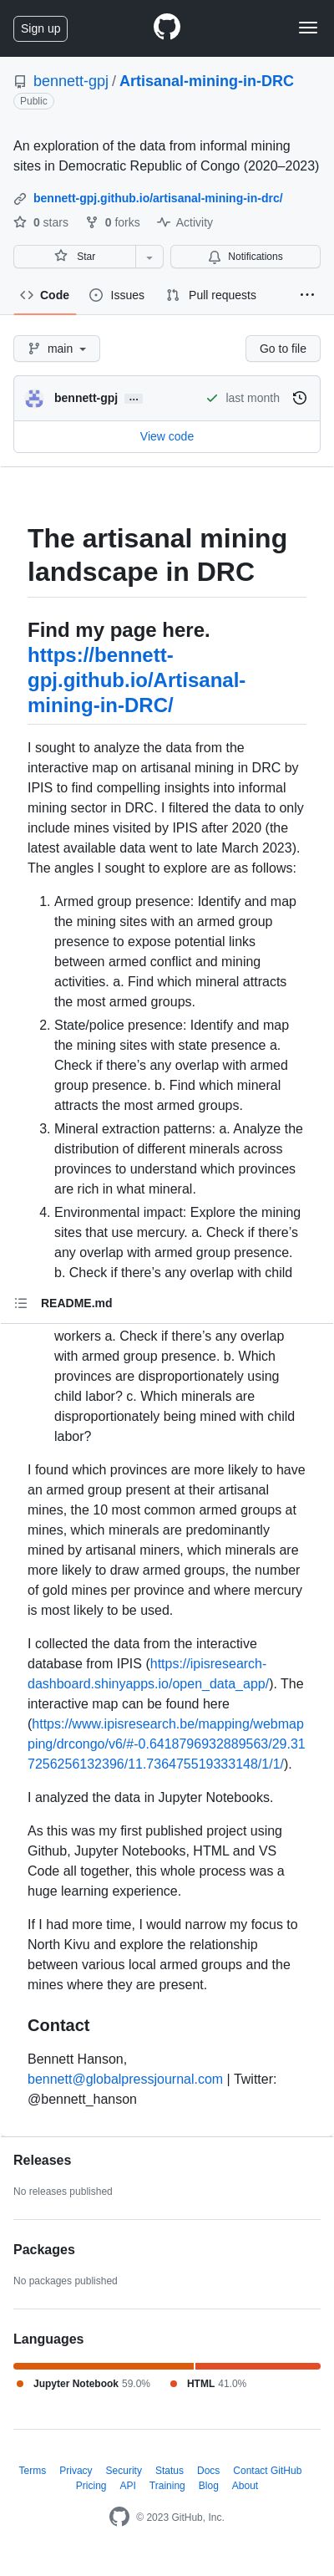 Sign up
bennett-gpj / Artisanal-mining-in-DRC
Public
An exploration of the data from informal mining
sites in Democratic Republic of Congo (2020–2023)
bennett-gpj.github.io/artisanal-mining-in-drc/
0 stars 0 forks Activity
Star Notifications
Code Issues Pull requests
main Go to file
bennett-gpj … last month
View code
The artisanal mining
landscape in DRC
Find my page here.
https://bennett-
gpj.github.io/Artisanal-
mining-in-DRC/
I sought to analyze the data from the
interactive map on artisanal mining in DRC by
IPIS to find compelling insights into informal
mining sector in DRC. I filtered the data to only
include mines visited by IPIS after 2020 (the
latest available data went to late March 2023).
The angles I sought to explore are as follows:
1. Armed group presence: Identify and map
the mining sites with an armed group
presence to expose potential links
between armed conflict and mining
activities. a. Find which mineral attracts
the most armed groups.
2. State/police presence: Identify and map
the mining sites with state presence a.
Check if there’s any overlap with armed
group presence. b. Find which mineral
attracts the most armed groups.
3. Mineral extraction patterns: a. Analyze the
distribution of different minerals across
provinces to understand which provinces
are rich in what mineral.
4. Environmental impact: Explore the mining
sites that use mercury. a. Check if there’s
any overlap with armed group presence.
b. Check if there’s any overlap with child
README.md
workers a. Check if there’s any overlap
with armed group presence. b. Which
provinces are disproportionately using
child labor? c. Which minerals are
disproportionately being mined with child
labor?
I found which provinces are more likely to have
an armed group present at their artisanal
mines, the 10 most common armed groups at
mines, which minerals are predominantly
mined by artisanal miners, which minerals are
more likely to draw armed groups, the number
of gold mines per province and where mercury
is most likely to be used.
I collected the data from the interactive
database from IPIS (https://ipisresearch-
dashboard.shinyapps.io/open_data_app/). The
interactive map can be found here
(https://www.ipisresearch.be/mapping/webmap
ping/drcongo/v6/#-0.6418796932889563/29.31
7256256132396/11.736475519333148/1/1/).
I analyzed the data in Jupyter Notebooks.
As this was my first published project using
Github, Jupyter Notebooks, HTML and VS
Code all together, this whole process was a
huge learning experience.
If I had more time, I would narrow my focus to
North Kivu and explore the relationship
between various local armed groups and the
mines where they are present.
Contact
Bennett Hanson,
bennett@globalpressjournal.com | Twitter:
@bennett_hanson
Releases
No releases published
Packages
No packages published
Languages
Jupyter Notebook 59.0% HTML 41.0%
Terms Privacy Security Status Docs Contact GitHub
Pricing API Training Blog About
© 2023 GitHub, Inc.